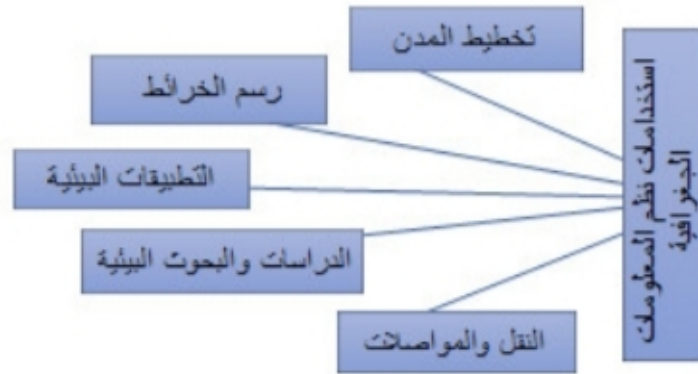 استخدامات نظم المعلومات
الجغرافية
تخطيط المدن
رسم الخرائط
التطبيقات البيئية
الدراسات والبحوث البيئية
النقل والمواصلات